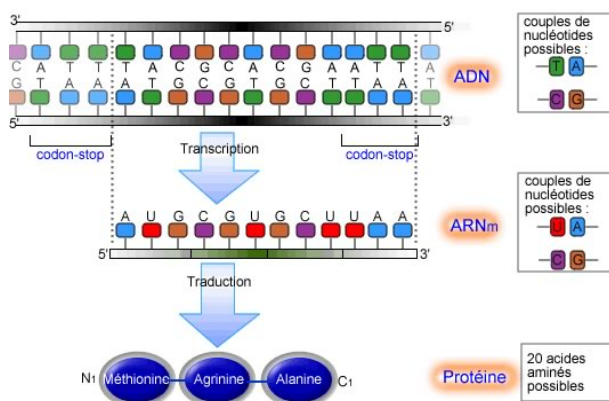 3' 5'
C A T T T A C G C A C G A A T T A
G T A A A T G C G T G C T T A A T
5' 3'
ADN
couples de
nucléotides
possibles :
T A
C G
codon-stop
Transcription
codon-stop
A U G C G U G C U U A A
5' 3'
ARNm
couples de
nucléotides
possibles :
U A
C G
Traduction
N1 Méthionine Agrinine Alanine C1
Protéine
20 acides
aminés
possibles